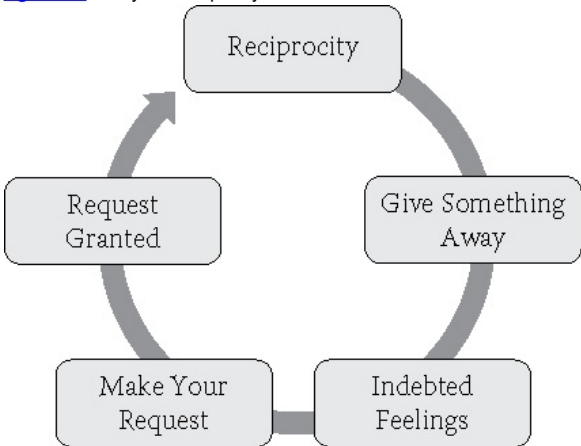 Reciprocity
Give Something
Away
Indebted
Feelings
Make Your
Request
Request
Granted